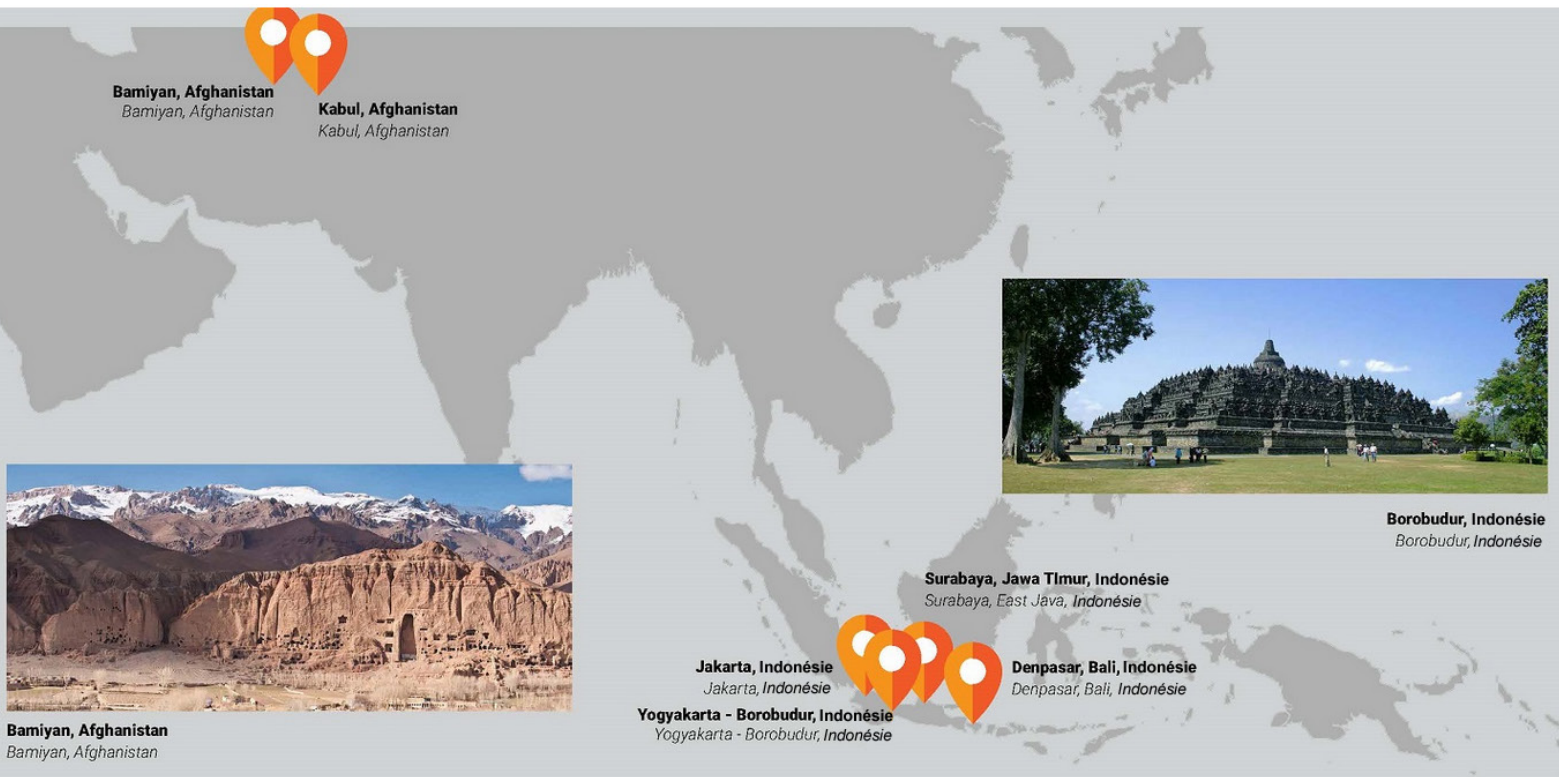 Bamiyan, Afghanistan
Bamiyan, Afghanistan
Kabul, Afghanistan
Kabul, Afghanistan
Borobudur, Indonésie
Borobudur, Indonésie
Surabaya, Jawa TImur, Indonésie
Surabaya, East Java, Indonésie
Jakarta, Indonésie
Jakarta, Indonésie
Denpasar, Bali, Indonésie
Denpasar, Bali, Indonésie
Yogyakarta - Borobudur, Indonésie
Yogyakarta - Borobudur, Indonésie
Bamiyan, Afghanistan
Bamiyan, Afghanistan